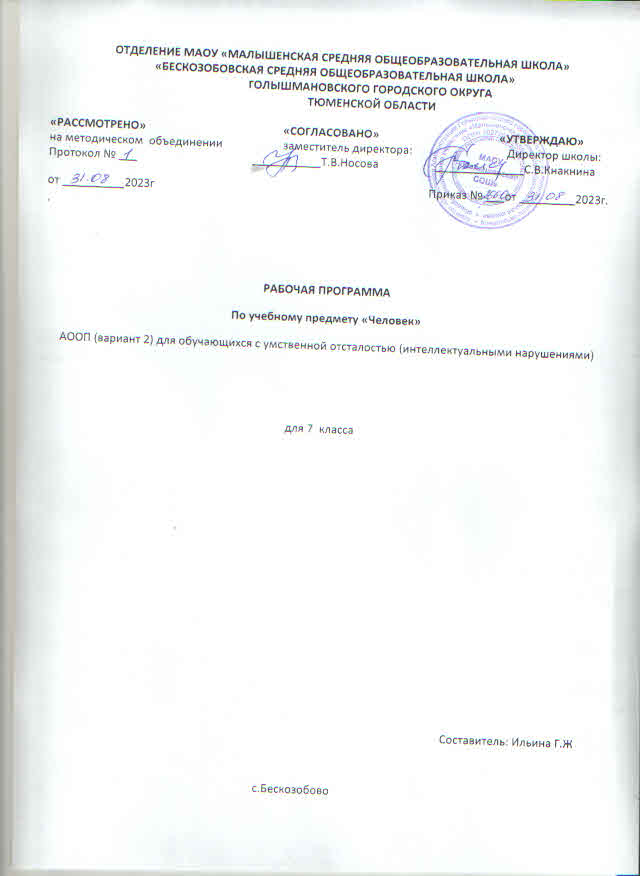 ОТДЕЛЕНИЕ МАОУ «МАЛЫШЕНСКАЯ СРЕДНЯЯ ОБЩЕОБРАЗОВАТЕЛЬНАЯ ШКОЛА»
«БЕСКОЗОБОВСКАЯ СРЕДНЯЯ ОБЩЕОБРАЗОВАТЕЛЬНАЯ ШКОЛА»
ГОЛЫШМАНОВСКОГО ГОРОДСКОГО ОКРУГА
ТЮМЕНСКОЙ ОБЛАСТИ
«РАССМОТРЕНО»
на методическом объединении
Протокол № 1
от 31.08 2023г
«СОГЛАСОВАНО»
заместитель директора:
Т.В.Носова
«УТВЕРЖДАЮ»
Директор школы:
С.В.Кнакнина
Приказ № от 31.08 2023г.
МАОУ
СОШ»
РАБОЧАЯ ПРОГРАММА
По учебному предмету «Человек»
АООП (вариант 2) для обучающихся с умственной отсталостью (интеллектуальными нарушениями)
для 7 класса
Составитель: Ильина Г.Ж
с.Бескозобово